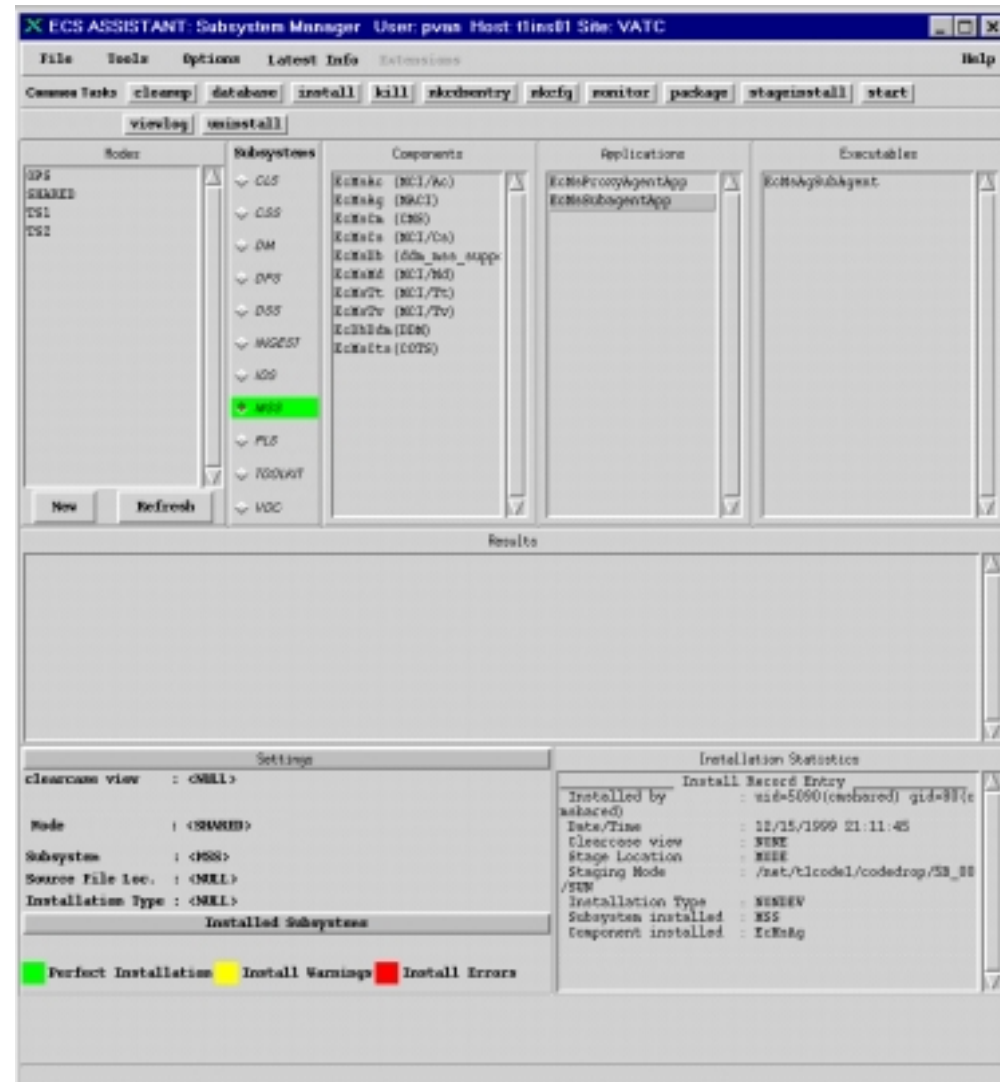 ECS ASSISTANT: Subsystem Manager User: pvan Host: t1ins01 Site: VATC
File Tools Options Latest Info Extensions Help
Common Tasks cleanup database install kill mkcdsentry mkcfg monitor package stageinstall start
viewlog uninstall
Modes
OPS
SHARED
TS1
TS2
New Refresh
Subsystems
CLS
CSS
DM
DPS
DSS
INGEST
IOS
MSS
PLS
TOOLKIT
VOC
Components
EcMsAc (MCI/Ac)
EcMsAg (MACI)
EcMsCm (CMS)
EcMsCs (MCI/Cs)
EcMsDb (ddm_mss_suppo
EcMsMd (MCI/Md)
EcMsTt (MCI/Tt)
EcMsTv (MCI/Tv)
(DDM)
(COTS)
Applications
EcMsProxyAgentApp
EcMsSubagentApp
Executables
EcMsAgSubAgent
Results
Settings
clearcase view : <NULL>
Mode : <SHARED>
Subsystem : <MSS>
Source File Loc. : <NULL>
Installation Type : <NULL>
Installed Subsystems
Perfect Installation Install Warnings Install Errors
Installation Statistics
Install Record Entry
Installed by : uid=5090(cmshared) gid=80(c
mshared)
Date/Time : 12/15/1999 21:11:45
Clearcase view : NONE
Stage Location : NONE
Staging Mode : /net/t1code1/codedrop/5B_00
/SUN
Installation Type : NONDEV
Subsystem installed : MSS
Component installed : EcMsAg